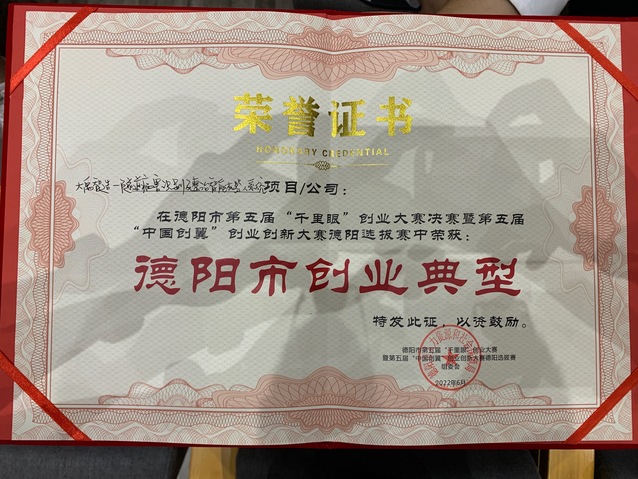 荣誉证书
HONORARY CREDENTIAL
项目/公司：
在德阳市第五届“千里眼”创业大赛决赛暨第五届
“中国创翼”创业创新大赛德阳选拔赛中荣获：
德阳市创业典型
特发此证，以资鼓励。
德阳市第五届“千里眼”创业大赛
暨第五届“中国创翼”创业创新大赛德阳选拔赛
组委会
2022年6月